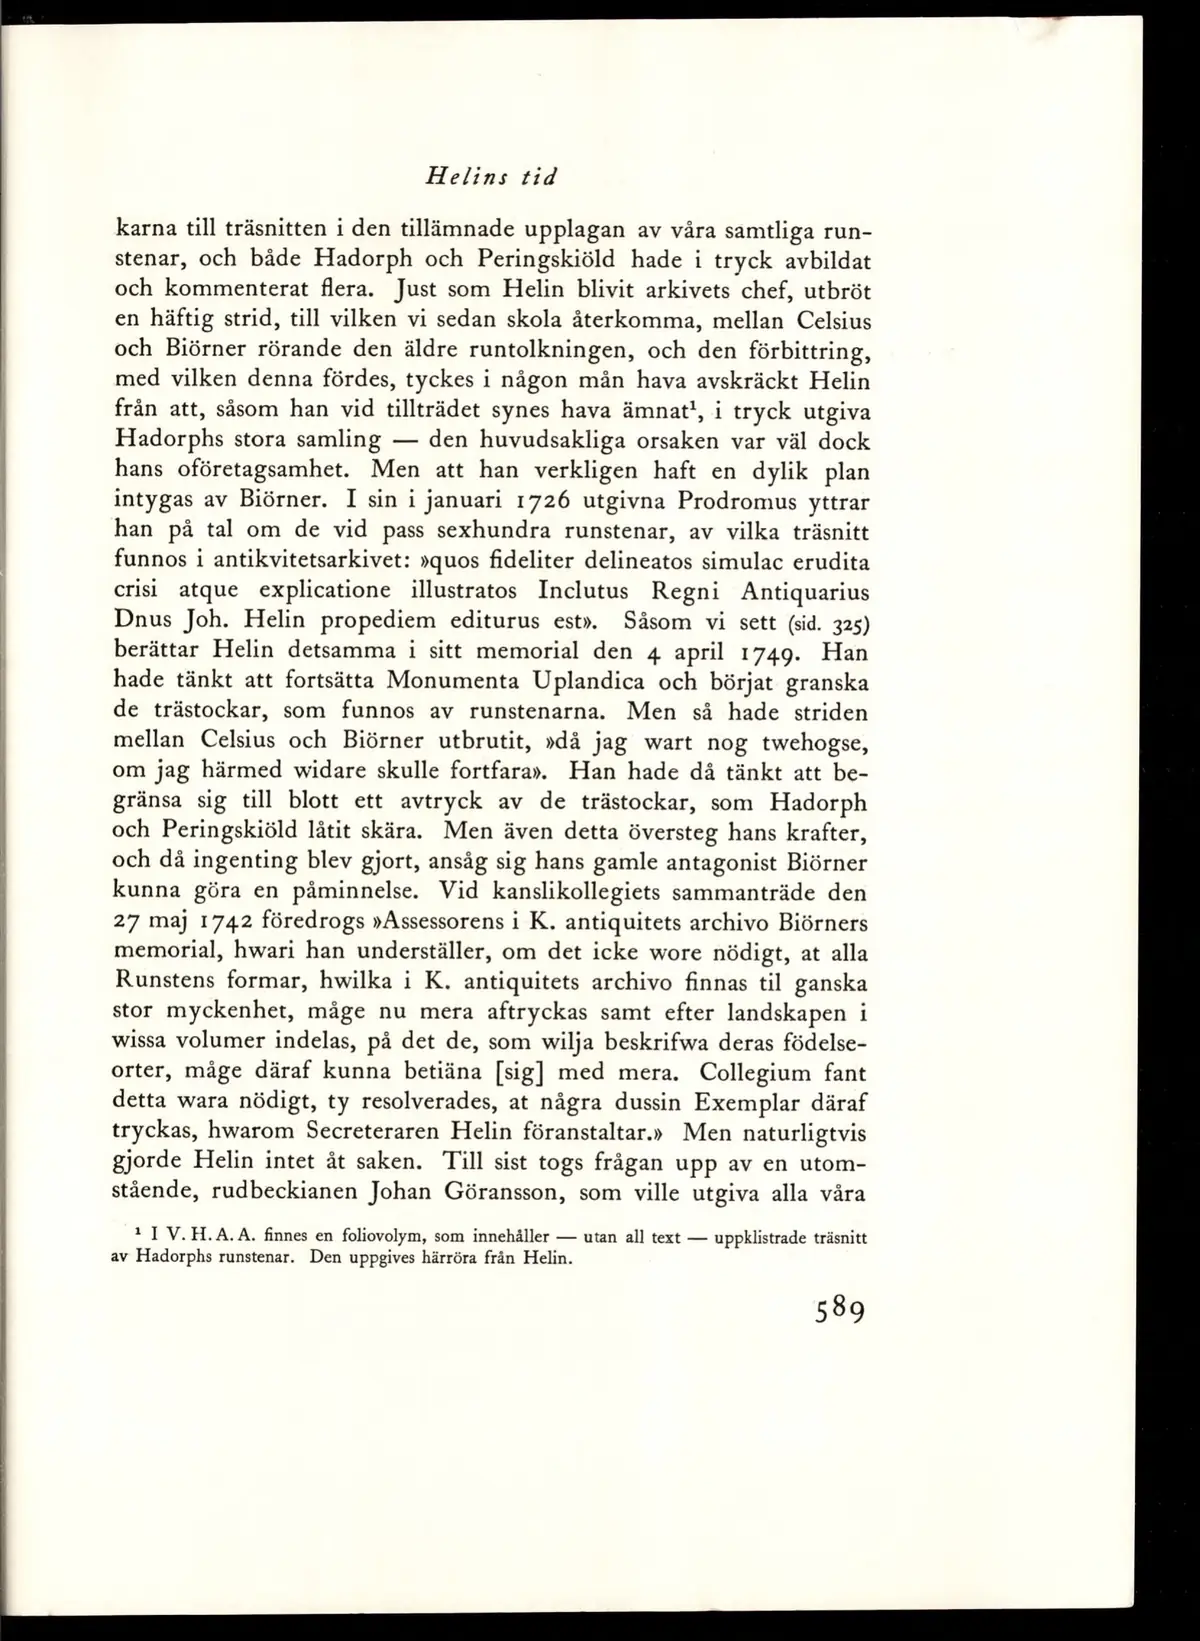 Helins tid
karna till träsnitten i den tillämnade upplagan av våra samtliga run-
stenar, och både Hadorph och Peringskiöld hade i tryck avbildat
och kommenterat flera. Just som Helin blivit arkivets chef, utbröt
en häftig strid, till vilken vi sedan skola återkomma, mellan Celsius
och Biörner rörande den äldre runtolkningen, och den förbittring,
med vilken denna fördes, tyckes i någon mån hava avskräckt Helin
från att, såsom han vid tillträdet synes hava ämnat¹, i tryck utgiva
Hadorphs stora samling — den huvudsakliga orsaken var väl dock
hans oföretagsamhet. Men att han verkligen haft en dylik plan
intygas av Biörner. I sin i januari 1726 utgivna Prodromus yttrar
han på tal om de vid pass sexhundra runstenar, av vilka träsnitt
funnos i antikvitetsarkivet: »quos fideliter delineatos simulac erudita
crisi atque explicatione illustratos Inclutus Regni Antiquarius
Dnus Joh. Helin propediem editurus est». Såsom vi sett (sid. 325)
berättar Helin detsamma i sitt memorial den 4 april 1749. Han
hade tänkt att fortsätta Monumenta Uplandica och börjat granska
de trästockar, som funnos av runstenarna. Men så hade striden
mellan Celsius och Biörner utbrutit, »då jag wart nog twehogse,
om jag härmed widare skulle fortfara». Han hade då tänkt att be-
gränsa sig till blott ett avtryck av de trästockar, som Hadorph
och Peringskiöld låtit skära. Men även detta översteg hans krafter,
och då ingenting blev gjort, ansåg sig hans gamle antagonist Biörner
kunna göra en påminnelse. Vid kanslikollegiets sammanträde den
27 maj 1742 föredrogs »Assessorens i K. antiquitets archivo Biörners
memorial, hwari han underställer, om det icke wore nödigt, at alla
Runstens formar, hwilka i K. antiquitets archivo finnas til ganska
stor myckenhet, måge nu mera aftryckas samt efter landskapen i
wissa volumer indelas, på det de, som wilja beskrifwa deras födelse-
orter, måge däraf kunna betiäna [sig] med mera. Collegium fant
detta wara nödigt, ty resolverades, at några dussin Exemplar däraf
tryckas, hwarom Secreteraren Helin föranstaltar.» Men naturligtvis
gjorde Helin intet åt saken. Till sist togs frågan upp av en utom-
stående, rudbeckianen Johan Göransson, som ville utgiva alla våra
¹ I V. H. A. A. finnes en foliovolym, som innehåller — utan all text — uppklistrade träsnitt
av Hadorphs runstenar. Den uppgives härröra från Helin.
589